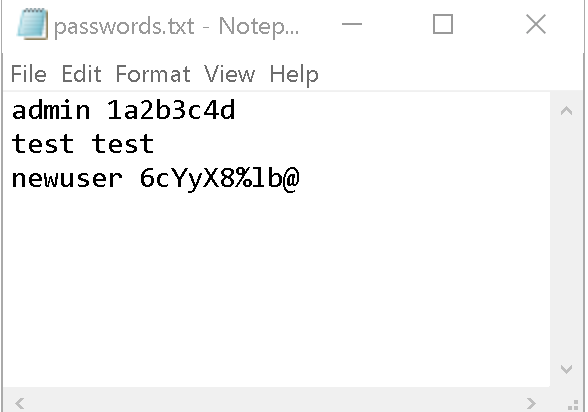 passwords.txt - Notep...
File Edit Format View Help
admin 1a2b3c4d
test test
newuser 6cYyX8%lb@